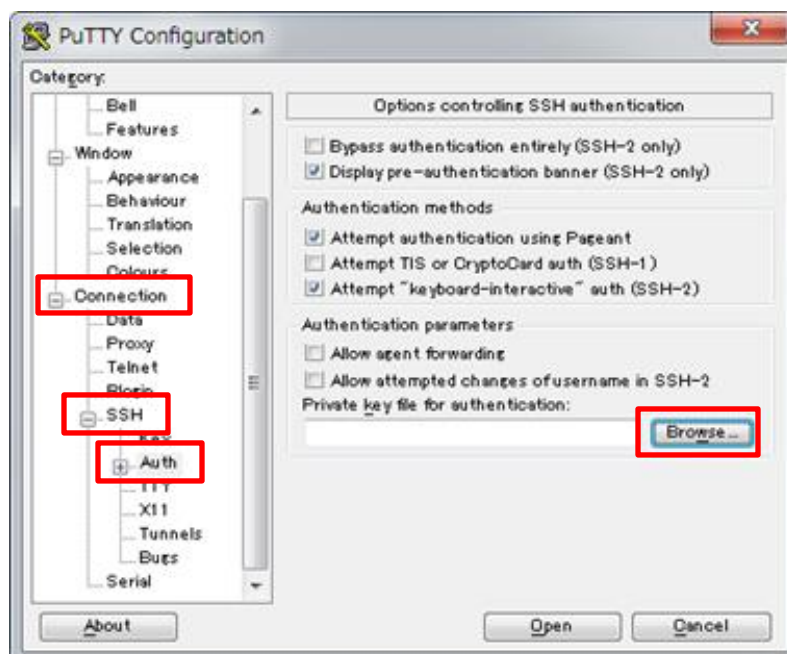 PuTTY Configuration
Category:
Bell
Features
Window
Appearance
Behaviour
Translation
Selection
Colours
Connection
Data
Proxy
Telnet
Rlogin
SSH
Kex
Auth
TTY
X11
Tunnels
Bugs
Serial
Options controlling SSH authentication
Bypass authentication entirely (SSH-2 only)
Display pre-authentication banner (SSH-2 only)
Authentication methods
Attempt authentication using Pageant
Attempt TIS or CryptoCard auth (SSH-1)
Attempt "keyboard-interactive" auth (SSH-2)
Authentication parameters
Allow agent forwarding
Allow attempted changes of username in SSH-2
Private key file for authentication:
Browse...
About
Open
Cancel